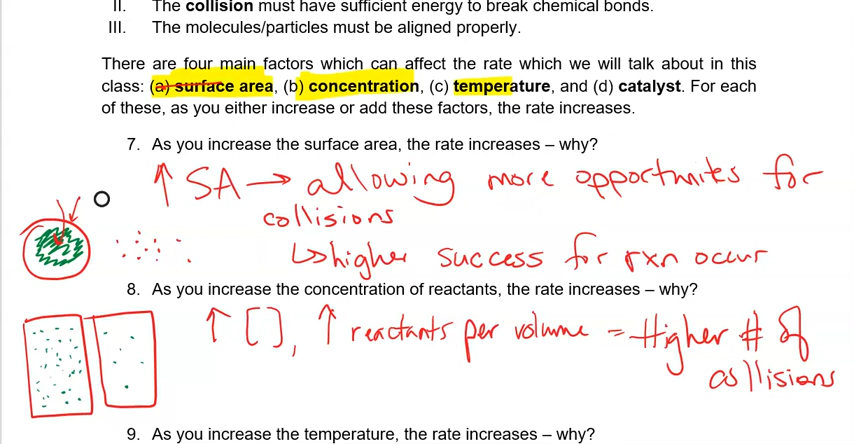 II. The collision must have sufficient energy to break chemical bonds.
III. The molecules/particles must be aligned properly.
There are four main factors which can affect the rate which we will talk about in this
class: (a) surface area, (b) concentration, (c) temperature, and (d) catalyst. For each
of these, as you either increase or add these factors, the rate increases.
7. As you increase the surface area, the rate increases – why?
↑ SA → allowing more opportunites for
collisions
↳ higher success for rxn occur
8. As you increase the concentration of reactants, the rate increases – why?
↑ [ ], ↑ reactants per volume = Higher # of
collisions
9. As you increase the temperature, the rate increases – why?